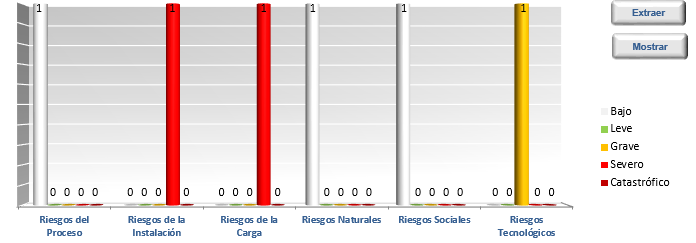 1 1 1 1 1 1
Extraer
Mostrar
Bajo
Leve
Grave
Severo
Catastrófico
0 0 0 0 0 0 0 0 0 0 0 0 0 0 0 0 0 0 0 0 0 0 0 0
Riesgos del
Proceso
Riesgos de la
Instalación
Riesgos de la
Carga
Riesgos Naturales
Riesgos Sociales
Riesgos
Tecnológicos